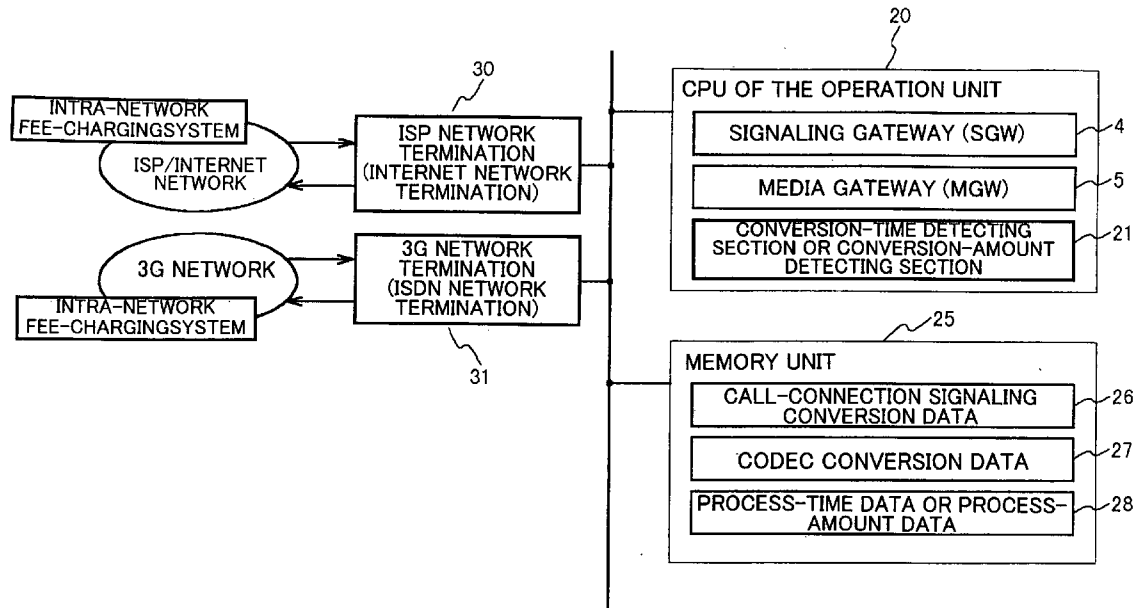 20
30
INTRA-NETWORK
FEE-CHARGINGSYSTEM
ISP/INTERNET
NETWORK
ISP NETWORK
TERMINATION
(INTERNET NETWORK
TERMINATION)
CPU OF THE OPERATION UNIT
SIGNALING GATEWAY (SGW)
4
MEDIA GATEWAY (MGW)
5
CONVERSION-TIME DETECTING
SECTION OR CONVERSION-AMOUNT
DETECTING SECTION
21
3G NETWORK
INTRA-NETWORK
FEE-CHARGINGSYSTEM
3G NETWORK
TERMINATION
(ISDN NETWORK
TERMINATION)
31
25
MEMORY UNIT
CALL-CONNECTION SIGNALING
CONVERSION DATA
26
CODEC CONVERSION DATA
27
PROCESS-TIME DATA OR PROCESS-
AMOUNT DATA
28